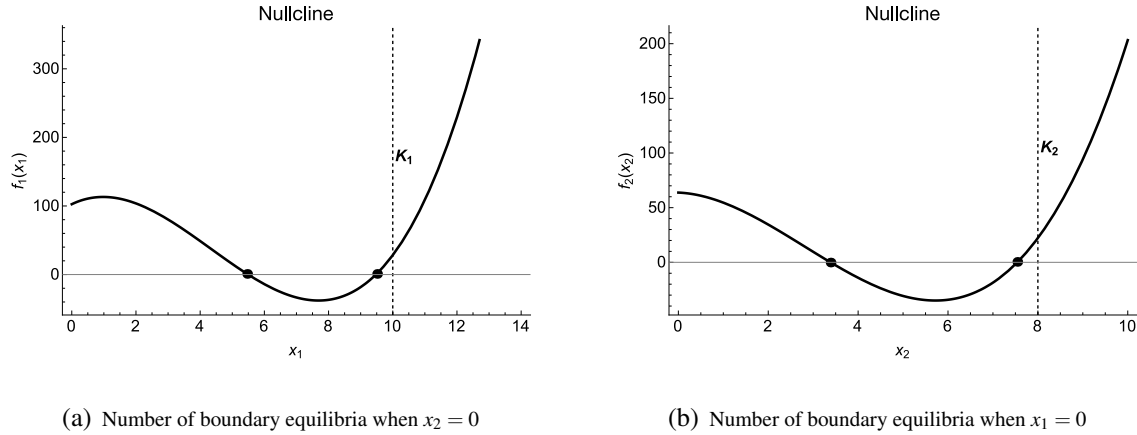 Nullcline
300
200
100
0
f₁(x₁)
K₁
0 2 4 6 8 10 12 14
x₁
(a) Number of boundary equilibria when x₂ = 0
Nullcline
200
150
100
50
0
f₂(x₂)
K₂
0 2 4 6 8 10
x₂
(b) Number of boundary equilibria when x₁ = 0